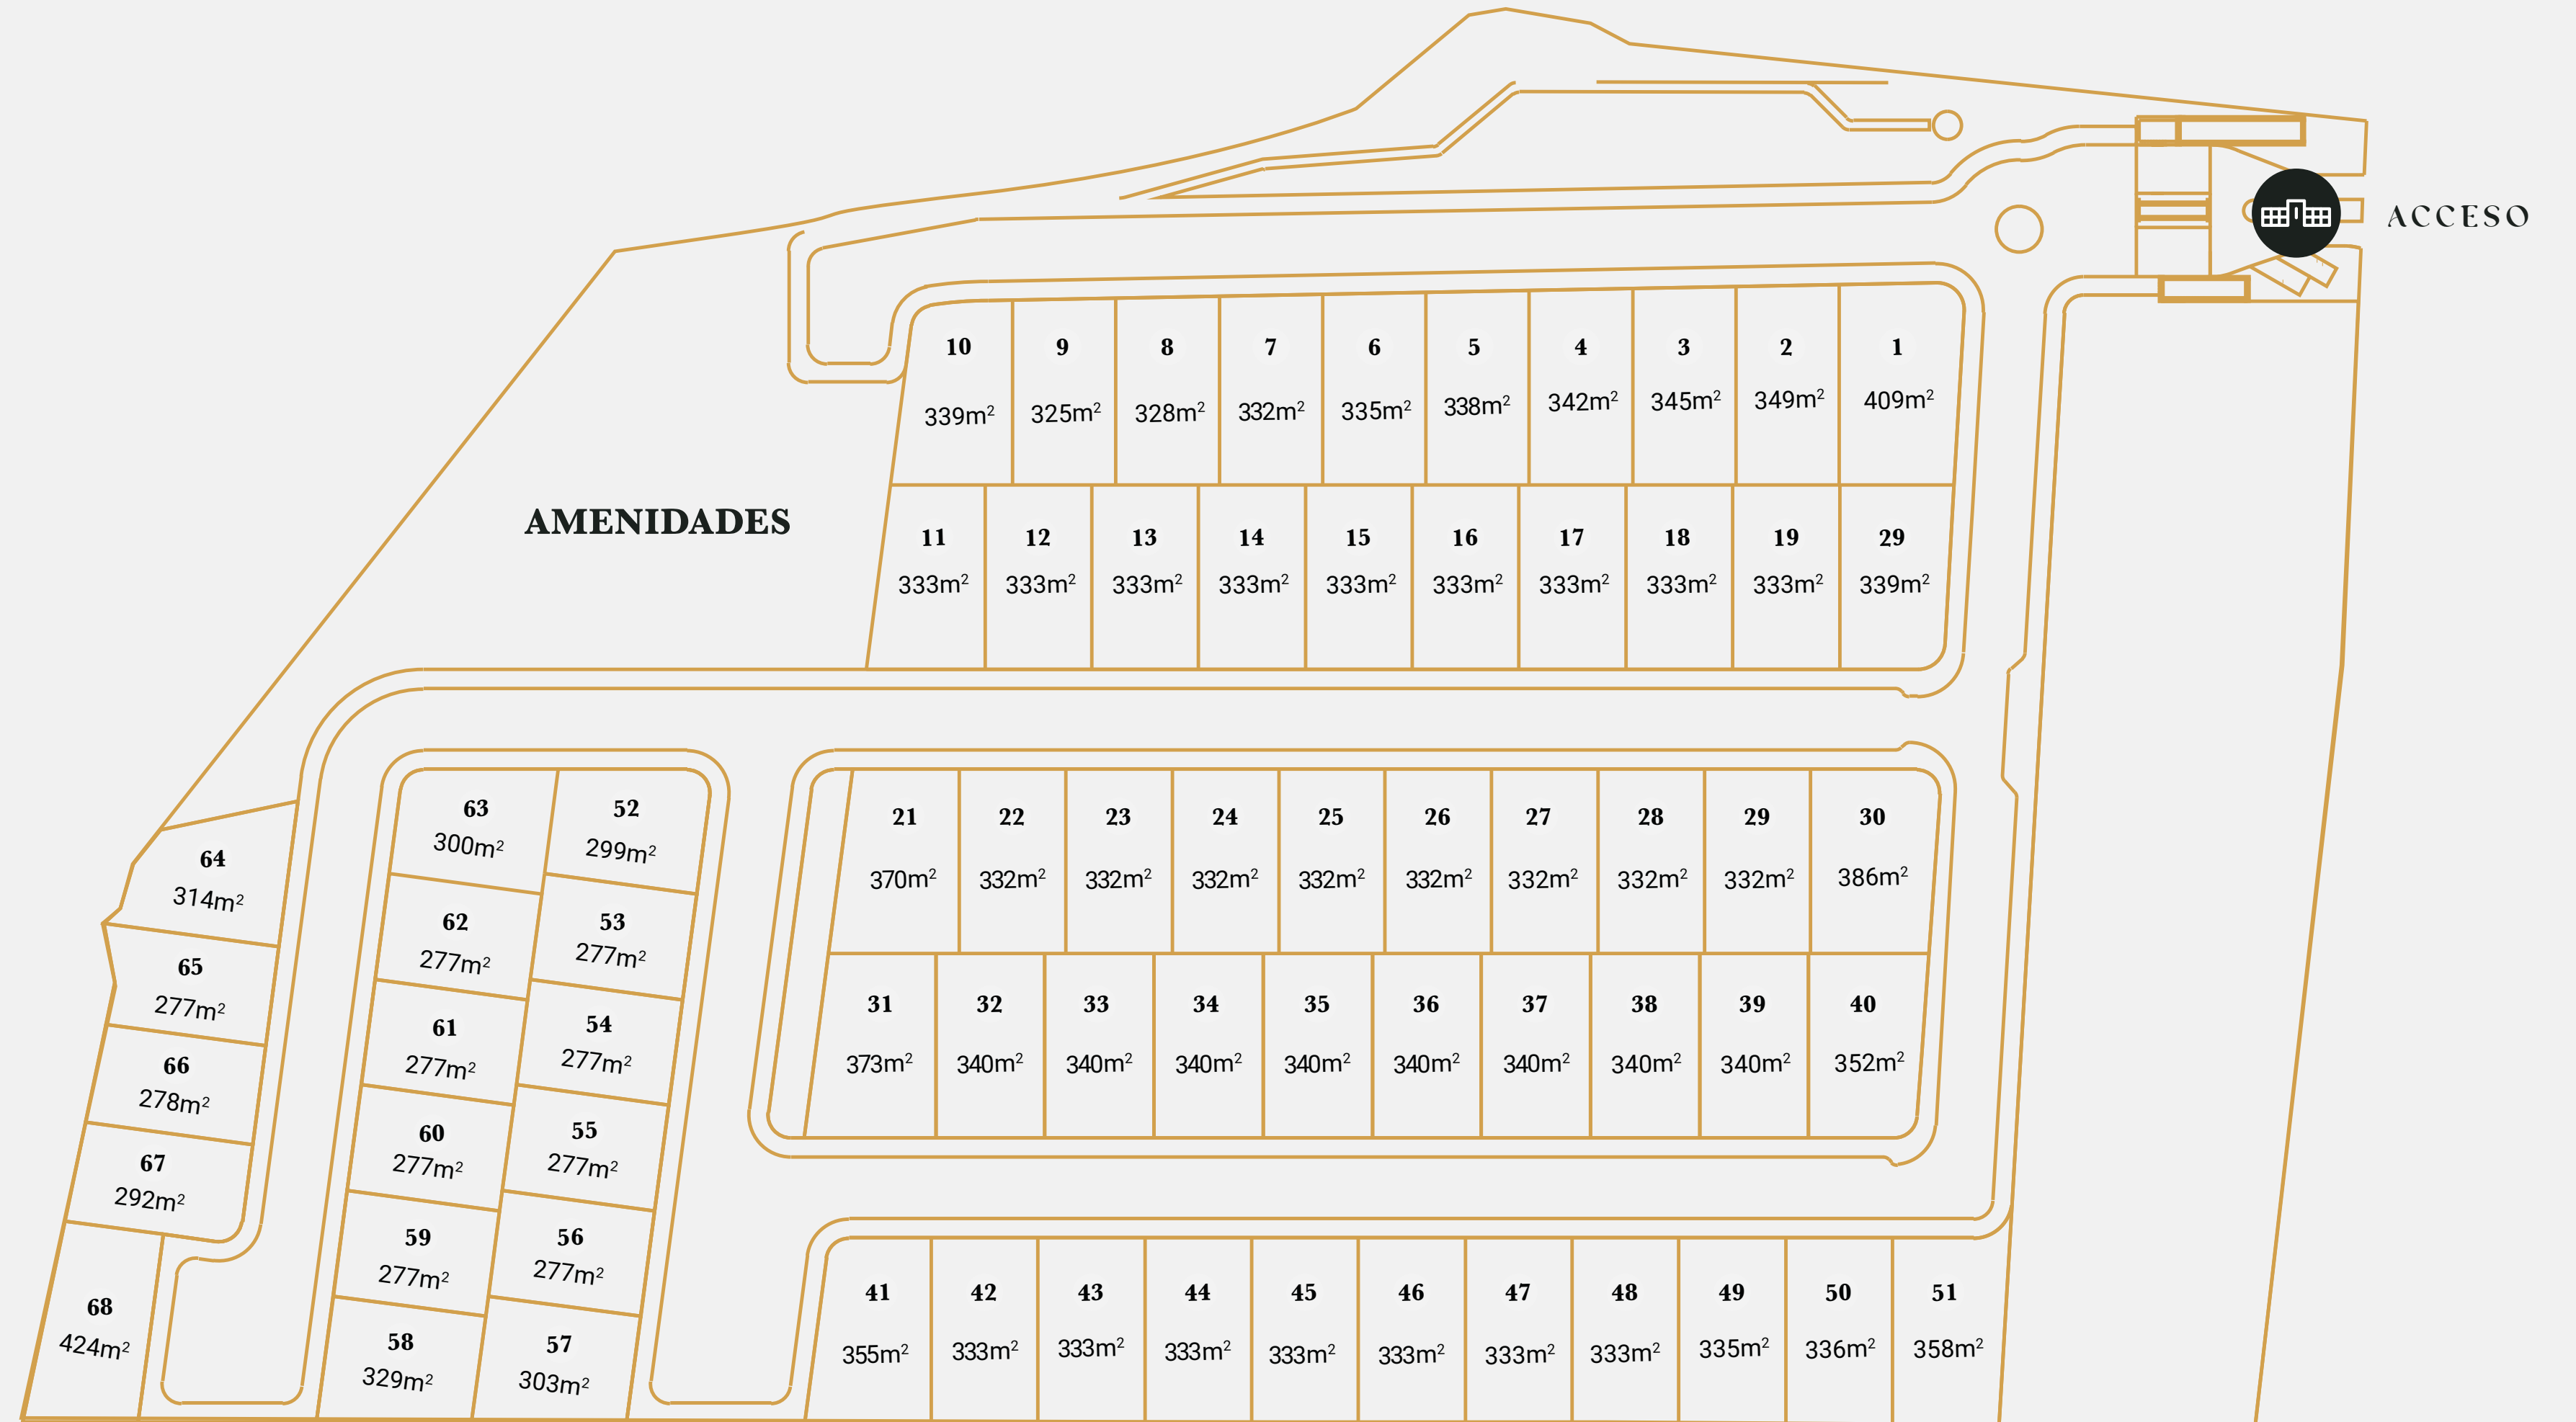 ACCESO
10 9 8 7 6 5 4 3 2 1
339m² 325m² 328m² 332m² 335m² 338m² 342m² 345m² 349m² 409m²
AMENIDADES
11 12 13 14 15 16 17 18 19 29
333m² 333m² 333m² 333m² 333m² 333m² 333m² 333m² 333m² 339m²
63 52
300m² 299m²
62 53
277m² 277m²
61 54
277m² 277m²
60 55
277m² 277m²
59 56
277m² 277m²
58 57
329m² 303m²
64
314m²
65
277m²
66
278m²
67
292m²
68
424m²
21 22 23 24 25 26 27 28 29 30
370m² 332m² 332m² 332m² 332m² 332m² 332m² 332m² 332m² 386m²
31 32 33 34 35 36 37 38 39 40
373m² 340m² 340m² 340m² 340m² 340m² 340m² 340m² 340m² 352m²
41 42 43 44 45 46 47 48 49 50 51
355m² 333m² 333m² 333m² 333m² 333m² 333m² 333m² 335m² 336m² 358m²